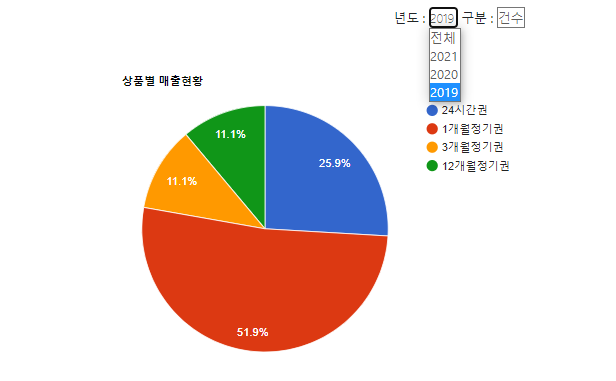 년도 : 2019 구분 : 건수
전체
2021
2020
2019
상품별 매출현황
24시간권
1개월정기권
3개월정기권
12개월정기권
11.1%
25.9%
11.1%
51.9%